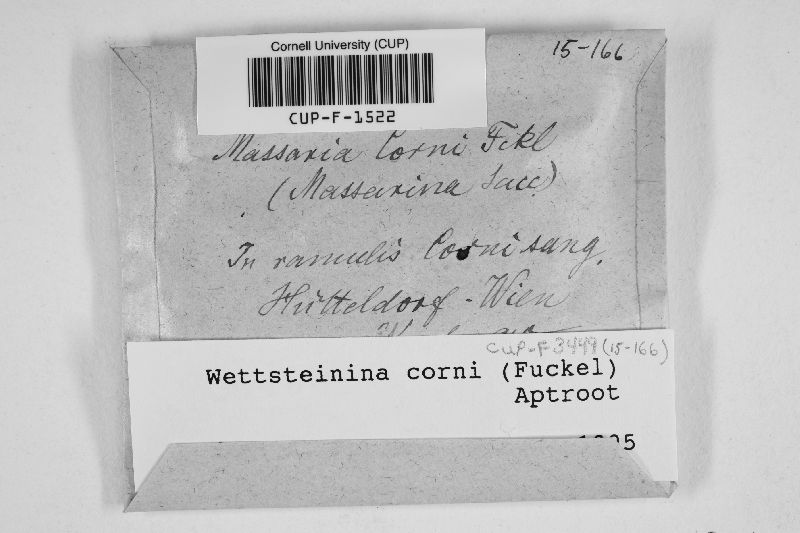 Cornell University (CUP)
15-166
CUP-F-1522
Massaria Corni Fckl
(Massarina Sacc)
In ramulis Corni sang.
Hütteldorf - Wien
CUP-F 3449 (15-166)
Wettsteinina corni (Fuckel)
Aptroot